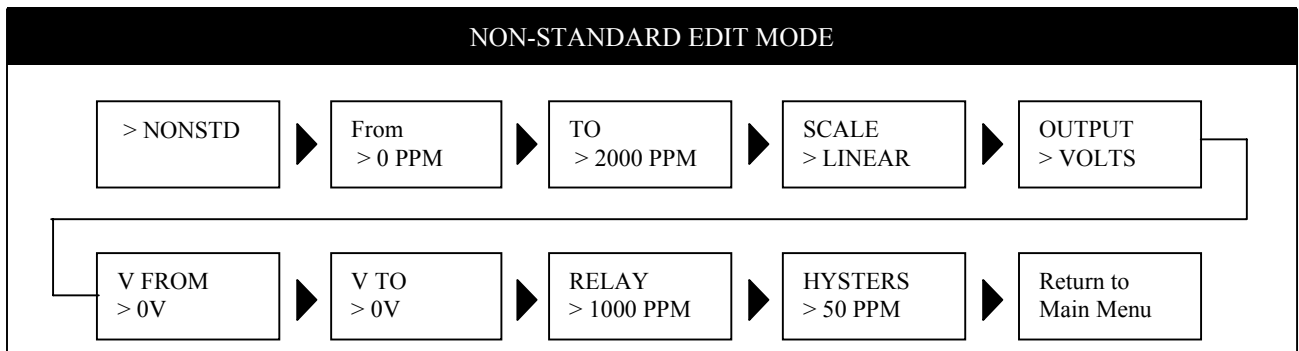 NON-STANDARD EDIT MODE
> NONSTD
From
> 0 PPM
TO
> 2000 PPM
SCALE
> LINEAR
OUTPUT
> VOLTS
V FROM
> 0V
V TO
> 0V
RELAY
> 1000 PPM
HYSTERS
> 50 PPM
Return to
Main Menu